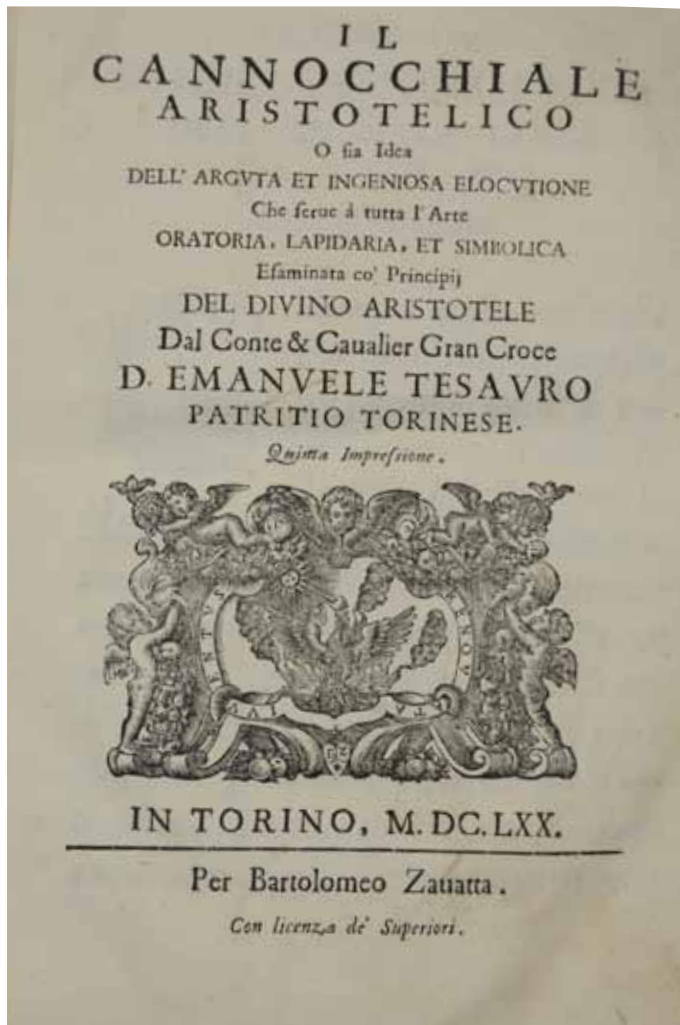 IL
CANNOCCHIALE
ARISTOTELICO
O ſia Idea
DELL' ARGVTA ET INGENIOSA ELOCVTIONE
Che ſerue á tutta l'Arte
ORATORIA, LAPIDARIA, ET SIMBOLICA
Eſaminata co' Principij
DEL DIVINO ARISTOTELE
Dal Conte & Caualier Gran Croce
D. EMANVELE TESAVRO
PATRITIO TORINESE.
Quinta Impreſsione.
IVVENTVS
RENOVATA
IN TORINO, M. DC. LXX.
Per Bartolomeo Zauatta.
Con licenza de' Superiori.